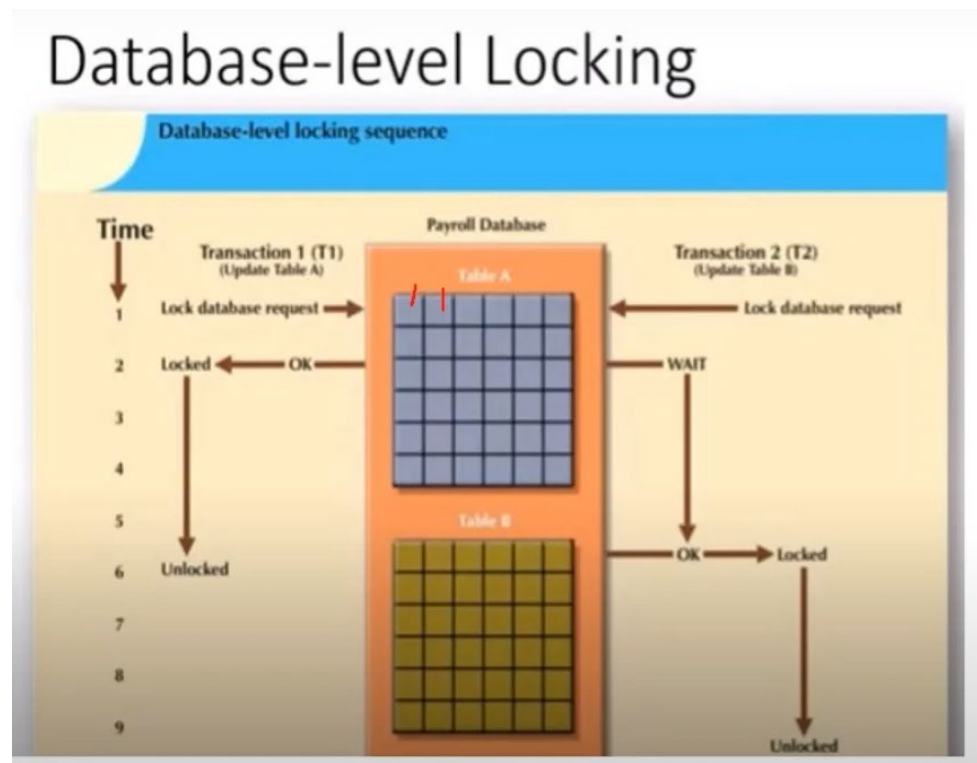 Database-level Locking
Database-level locking sequence
Time
Payroll Database
Transaction 1 (T1)
(Update Table A)
Transaction 2 (T2)
(Update Table B)
Table A
1
Lock database request
Lock database request
2
Locked
OK
WAIT
3
4
5
Table B
OK
Locked
6
Unlocked
7
8
9
Unlocked